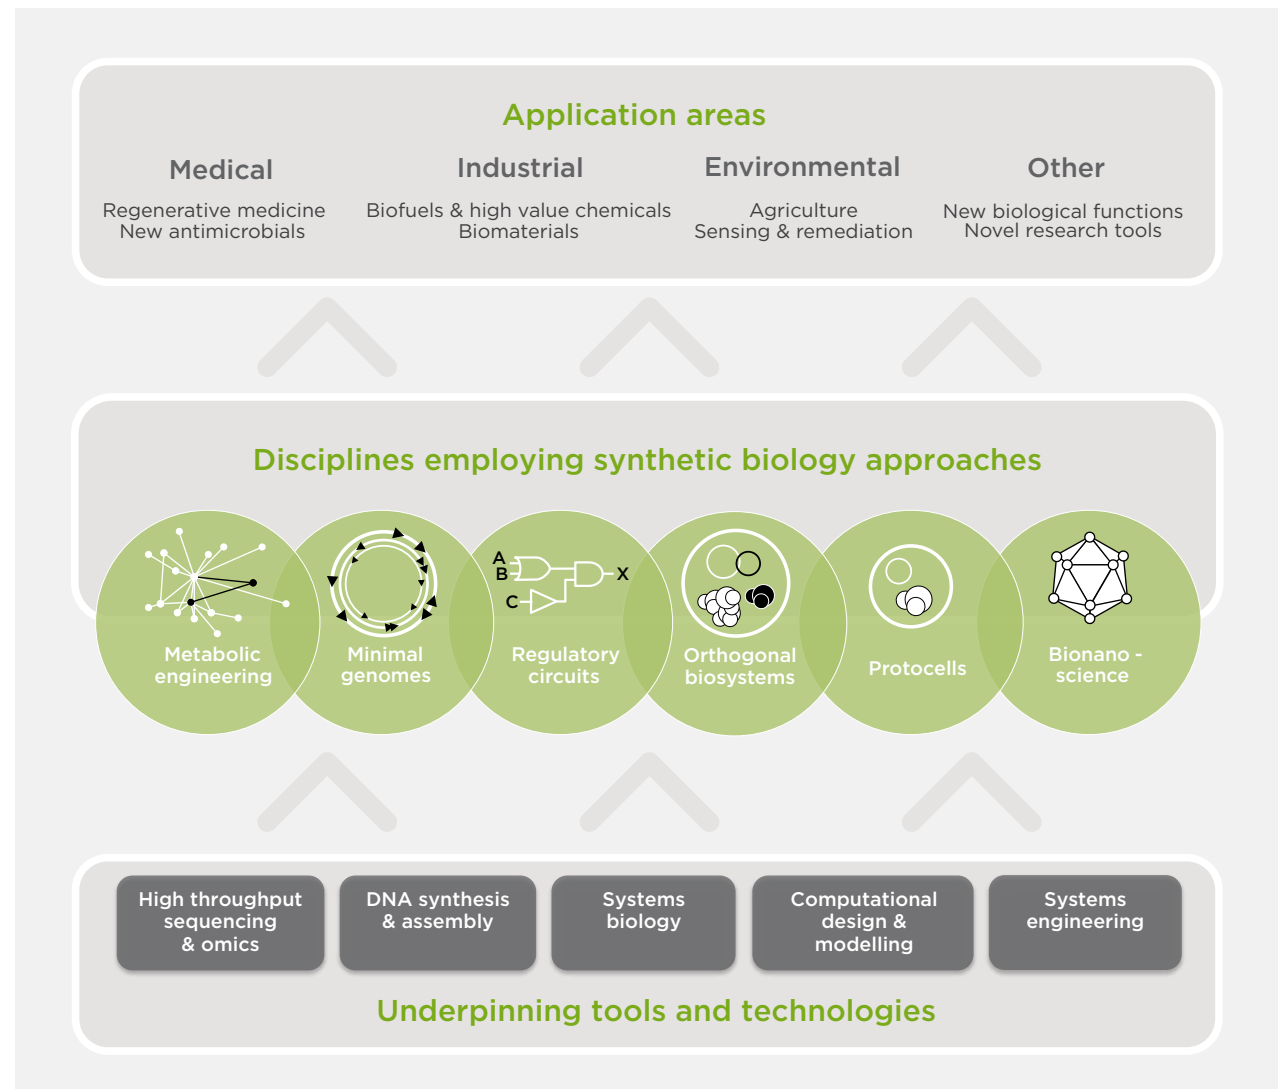 Application areas
Medical
Regenerative medicine
New antimicrobials
Industrial
Biofuels & high value chemicals
Biomaterials
Environmental
Agriculture
Sensing & remediation
Other
New biological functions
Novel research tools
Disciplines employing synthetic biology approaches
Metabolic
engineering
Minimal
genomes
A
B
C
X
Regulatory
circuits
Orthogonal
biosystems
Protocells
Bionano -
science
High throughput
sequencing
& omics
DNA synthesis
& assembly
Systems
biology
Computational
design &
modelling
Systems
engineering
Underpinning tools and technologies